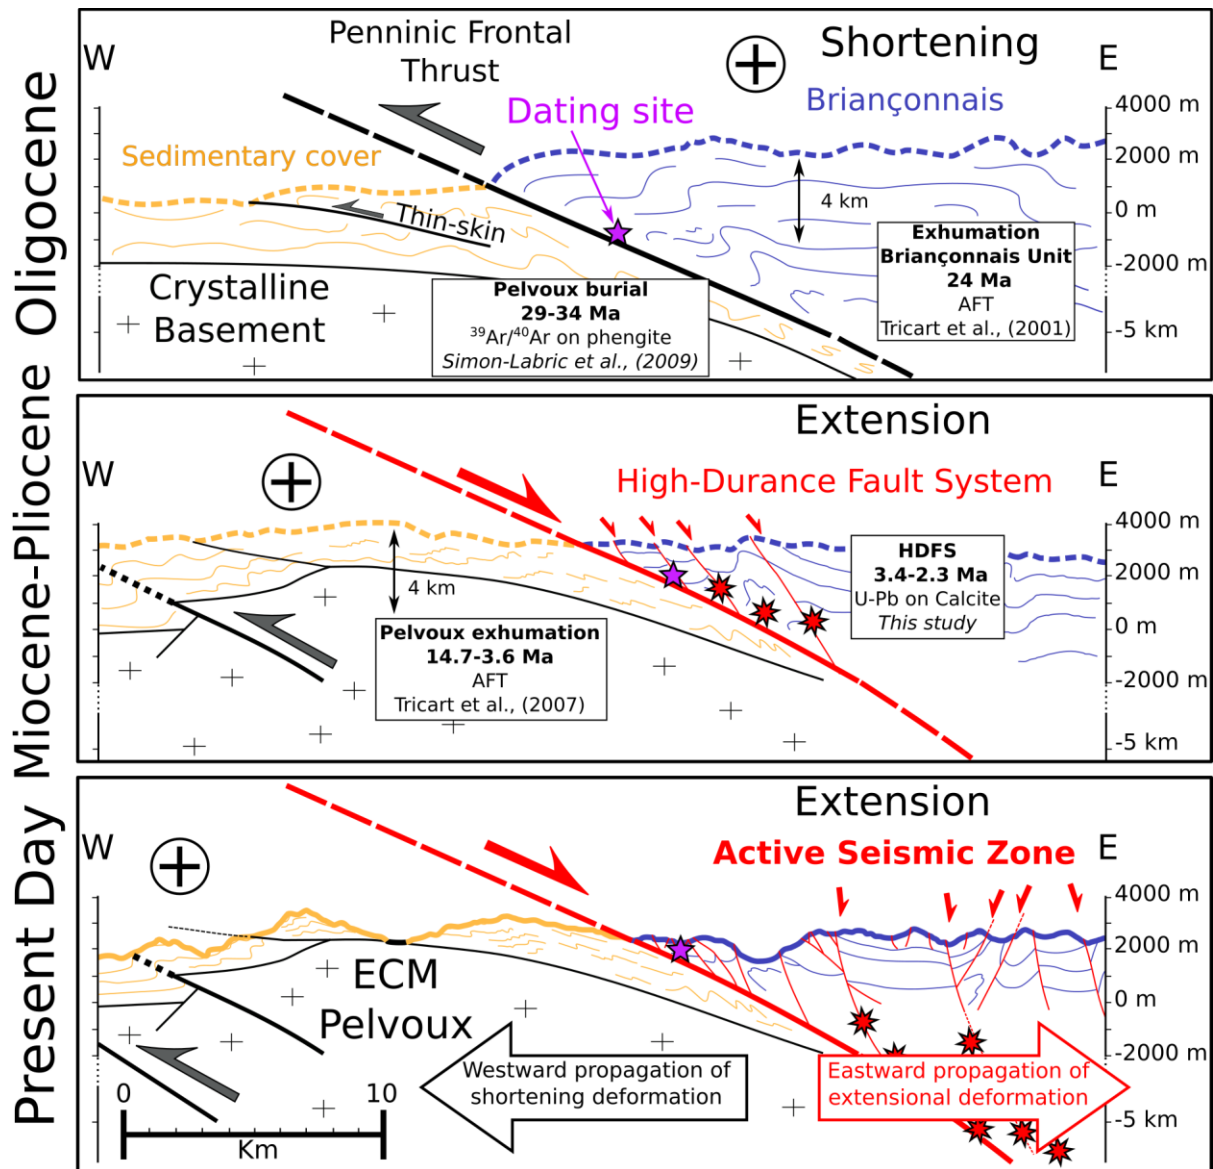 Oligocene
W
Penninic Frontal
Thrust
Shortening
E
Briançonnais
Dating site
Sedimentary cover
Thin-skin
Crystalline
Basement
4 km
Pelvoux burial
29-34 Ma
³⁹Ar/⁴⁰Ar on phengite
Simon-Labric et al., (2009)
Exhumation
Briançonnais Unit
24 Ma
AFT
Tricart et al., (2001)
4000 m
2000 m
0 m
-2000 m
-5 km
Miocene-Pliocene
W
Extension
E
High-Durance Fault System
4 km
Pelvoux exhumation
14.7-3.6 Ma
AFT
Tricart et al., (2007)
HDFS
3.4-2.3 Ma
U-Pb on Calcite
This study
4000 m
2000 m
0 m
-2000 m
-5 km
Present Day
W
Extension
E
Active Seismic Zone
ECM
Pelvoux
Westward propagation of
shortening deformation
Eastward propagation of
extensional deformation
4000 m
2000 m
0 m
-2000 m
-5 km
0 10
Km